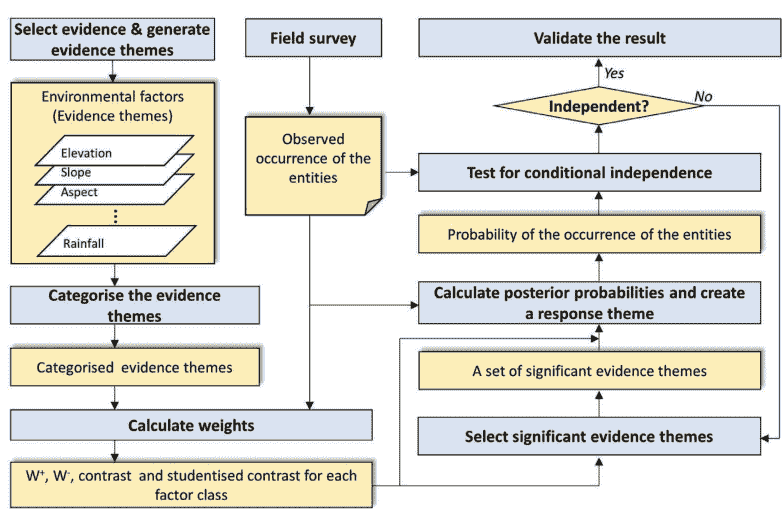 Select evidence & generate
evidence themes
Environmental factors
(Evidence themes)
Elevation
Slope
Aspect
Rainfall
Categorise the evidence
themes
Categorised evidence themes
Calculate weights
W⁺, W⁻, contrast and studentised contrast for each
factor class
Field survey
Observed
occurrence of the
entities
Validate the result
Yes
No
Independent?
Test for conditional independence
Probability of the occurrence of the entities
Calculate posterior probabilities and create
a response theme
A set of significant evidence themes
Select significant evidence themes